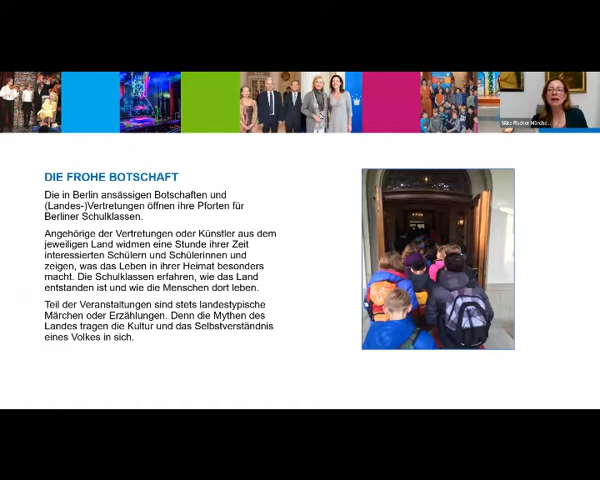 DIE FROHE BOTSCHAFT
Die in Berlin ansässigen Botschaften und
(Landes-)Vertretungen öffnen ihre Pforten für
Berliner Schulklassen.
Angehörige der Vertretungen oder Künstler aus dem
jeweiligen Land widmen eine Stunde ihrer Zeit
interessierten Schülern und Schülerinnen und
zeigen, was das Leben in ihrer Heimat besonders
macht. Die Schulklassen erfahren, wie das Land
entstanden ist und wie die Menschen dort leben.
Teil der Veranstaltungen sind stets landestypische
Märchen oder Erzählungen. Denn die Mythen des
Landes tragen die Kultur und das Selbstverständnis
eines Volkes in sich.